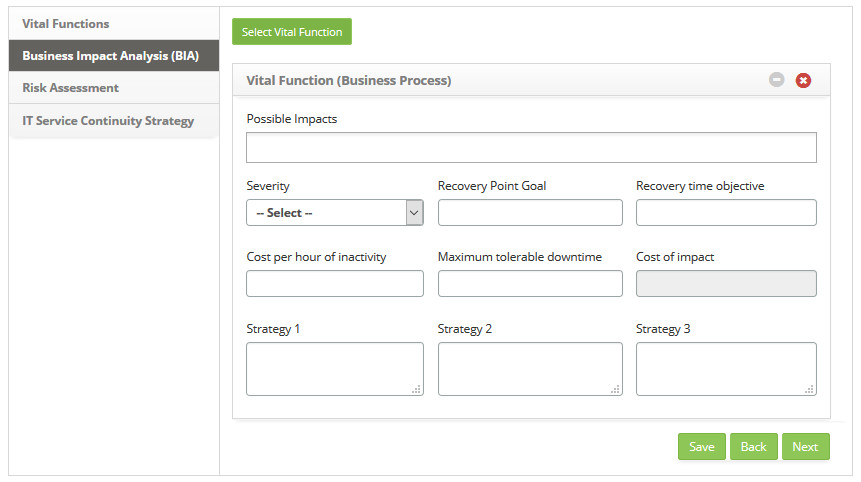 Vital Functions
Business Impact Analysis (BIA)
Risk Assessment
IT Service Continuity Strategy
Select Vital Function
Vital Function (Business Process)
Possible Impacts
Severity
Recovery Point Goal
Recovery time objective
-- Select --
Cost per hour of inactivity
Maximum tolerable downtime
Cost of impact
Strategy 1
Strategy 2
Strategy 3
Save
Back
Next